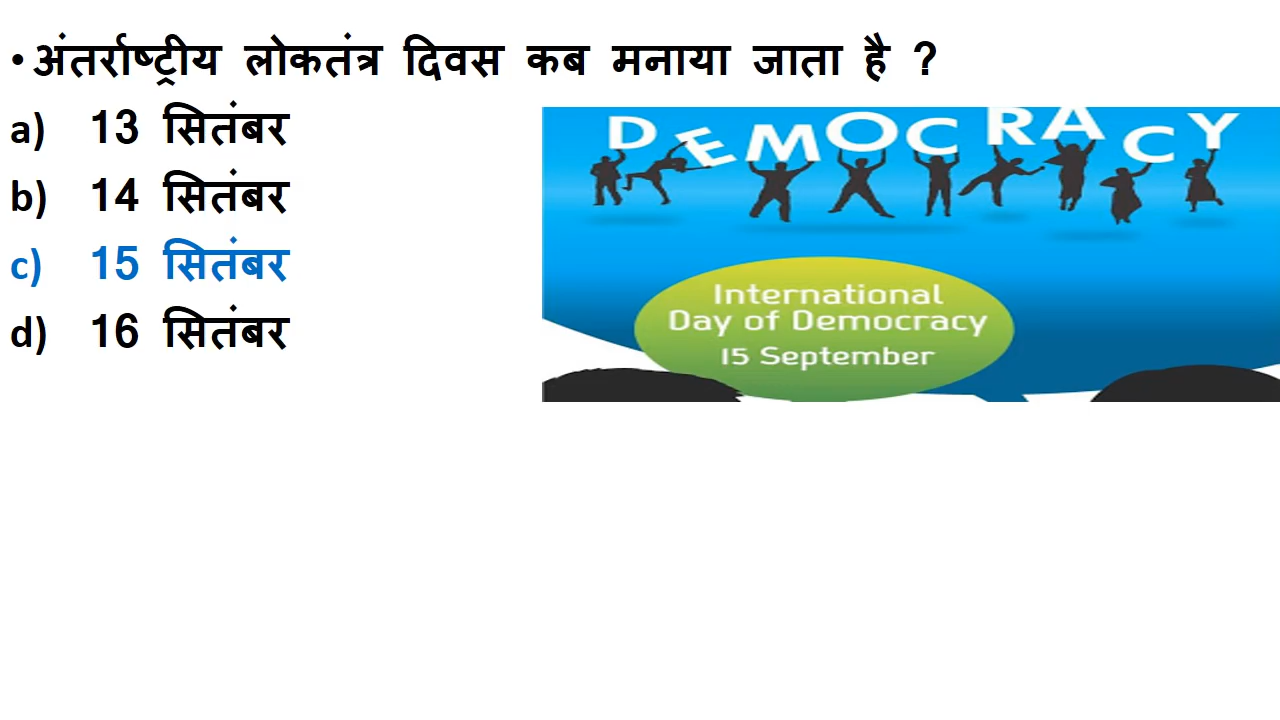 • अंतर्राष्ट्रीय लोकतंत्र दिवस कब मनाया जाता है ?
a) 13 सितंबर
b) 14 सितंबर
c) 15 सितंबर
d) 16 सितंबर
DEMOCRACY
International
Day of Democracy
15 September